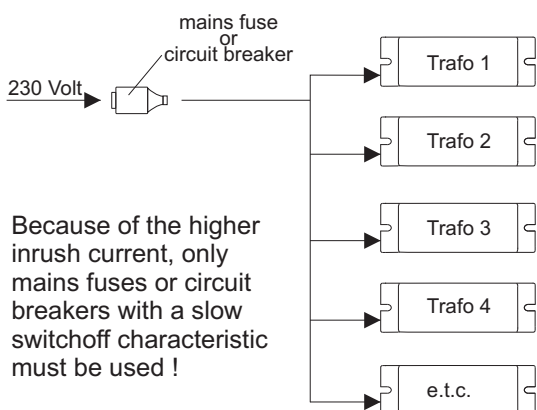 mains fuse
or
circuit breaker
230 Volt
Trafo 1
Trafo 2
Trafo 3
Trafo 4
e.t.c.
Because of the higher
inrush current, only
mains fuses or circuit
breakers with a slow
switchoff characteristic
must be used !